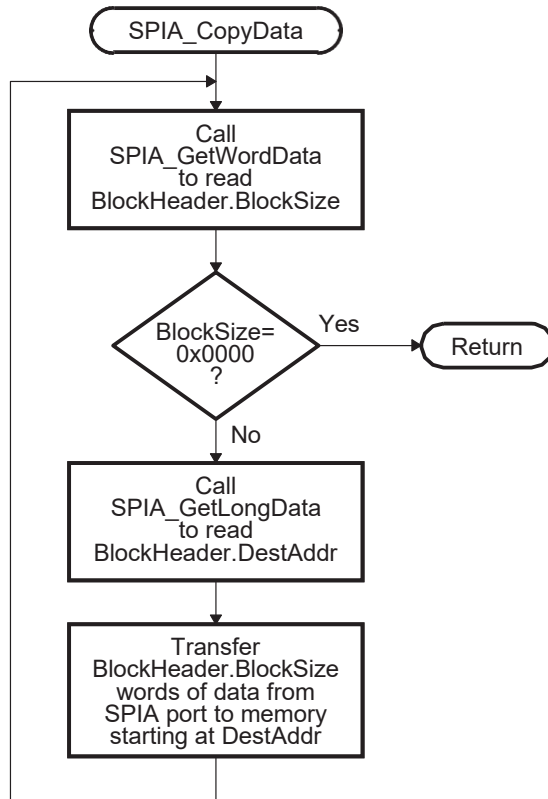 SPIA_CopyData
Call
SPIA_GetWordData
to read
BlockHeader.BlockSize
BlockSize=
0x0000
?
Yes
Return
No
Call
SPIA_GetLongData
to read
BlockHeader.DestAddr
Transfer
BlockHeader.BlockSize
words of data from
SPIA port to memory
starting at DestAddr